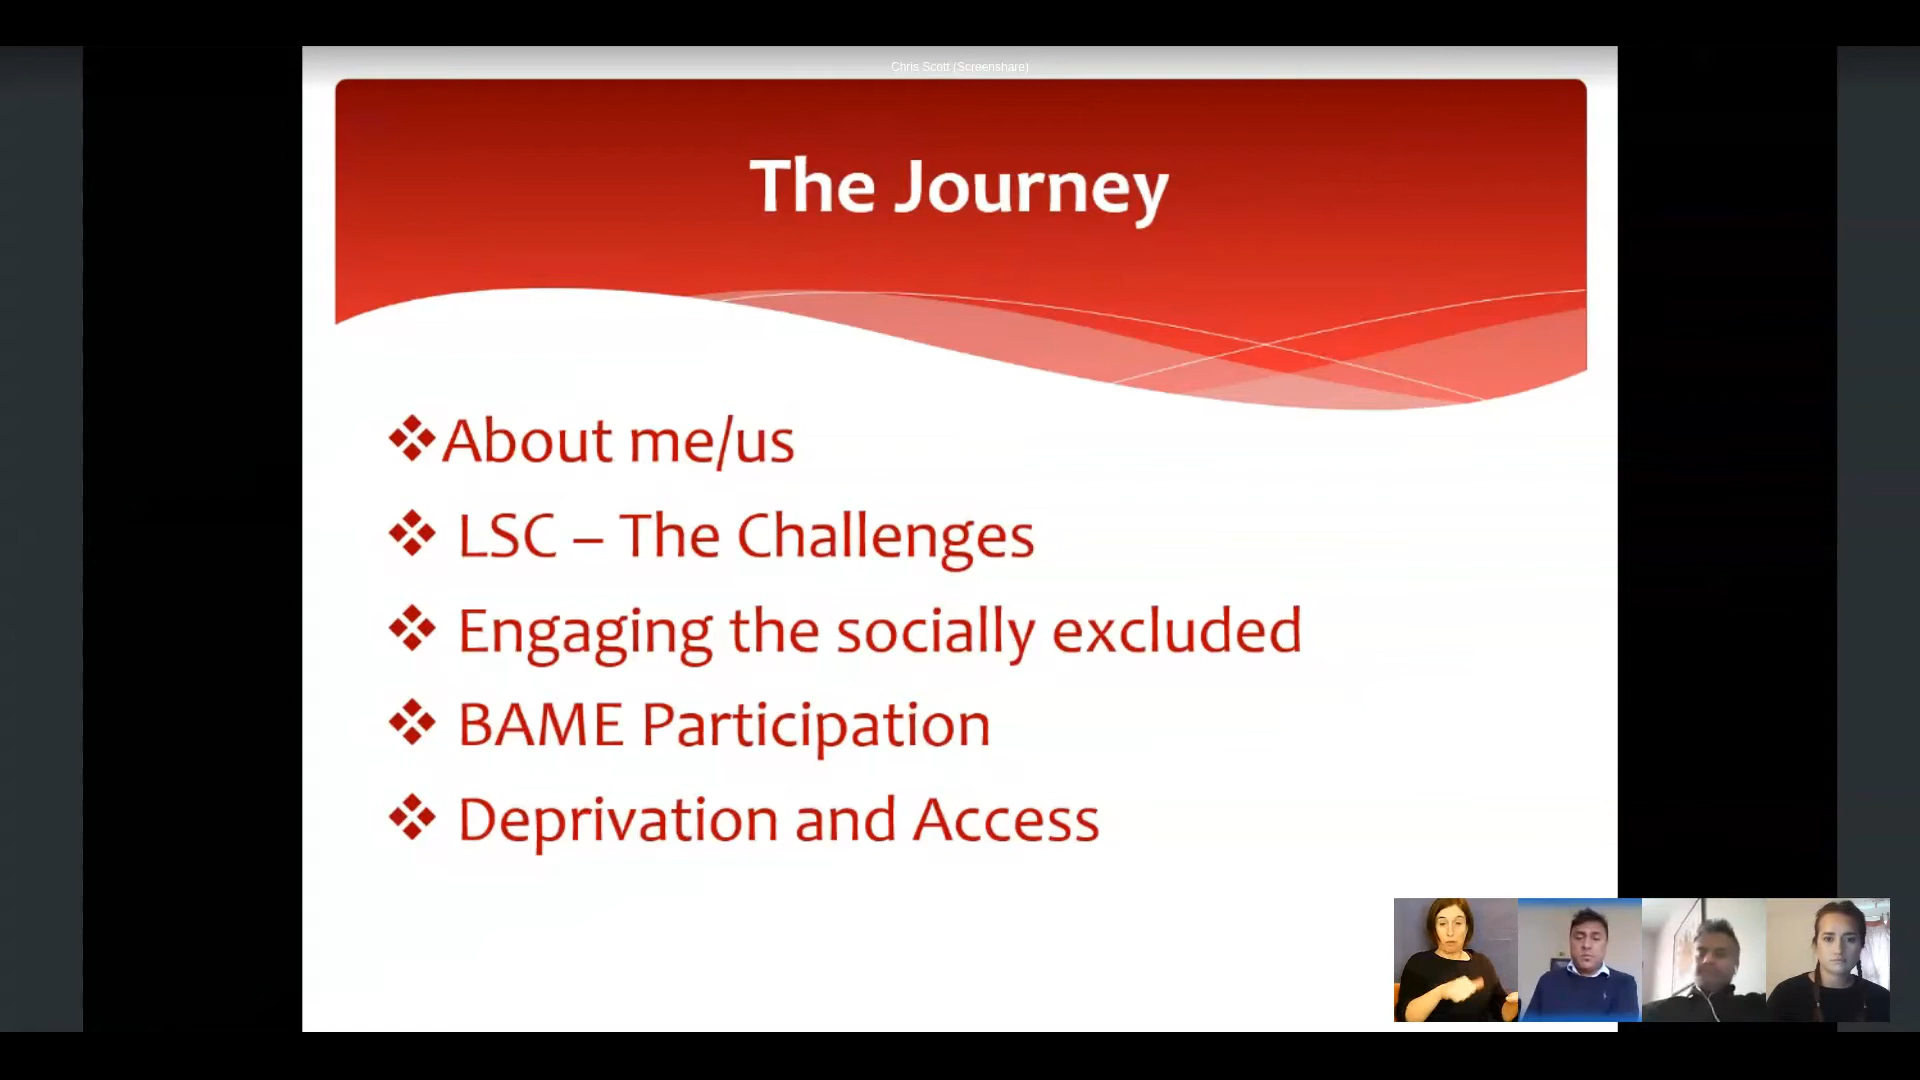 Chris Scott (Screenshare)
The Journey
About me/us
LSC – The Challenges
Engaging the socially excluded
BAME Participation
Deprivation and Access